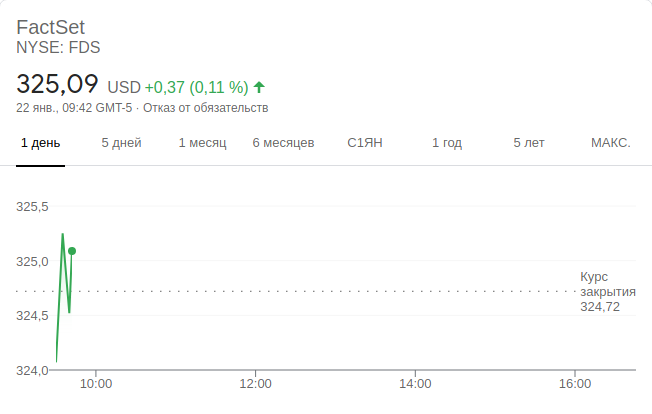 FactSet
NYSE: FDS
325,09 USD +0,37 (0,11 %)
22 янв., 09:42 GMT-5 · Отказ от обязательств
1 день 5 дней 1 месяц 6 месяцев С1ЯН 1 год 5 лет МАКС.
325,5
325,0
Курс
закрытия
324,72
324,5
324,0
10:00 12:00 14:00 16:00